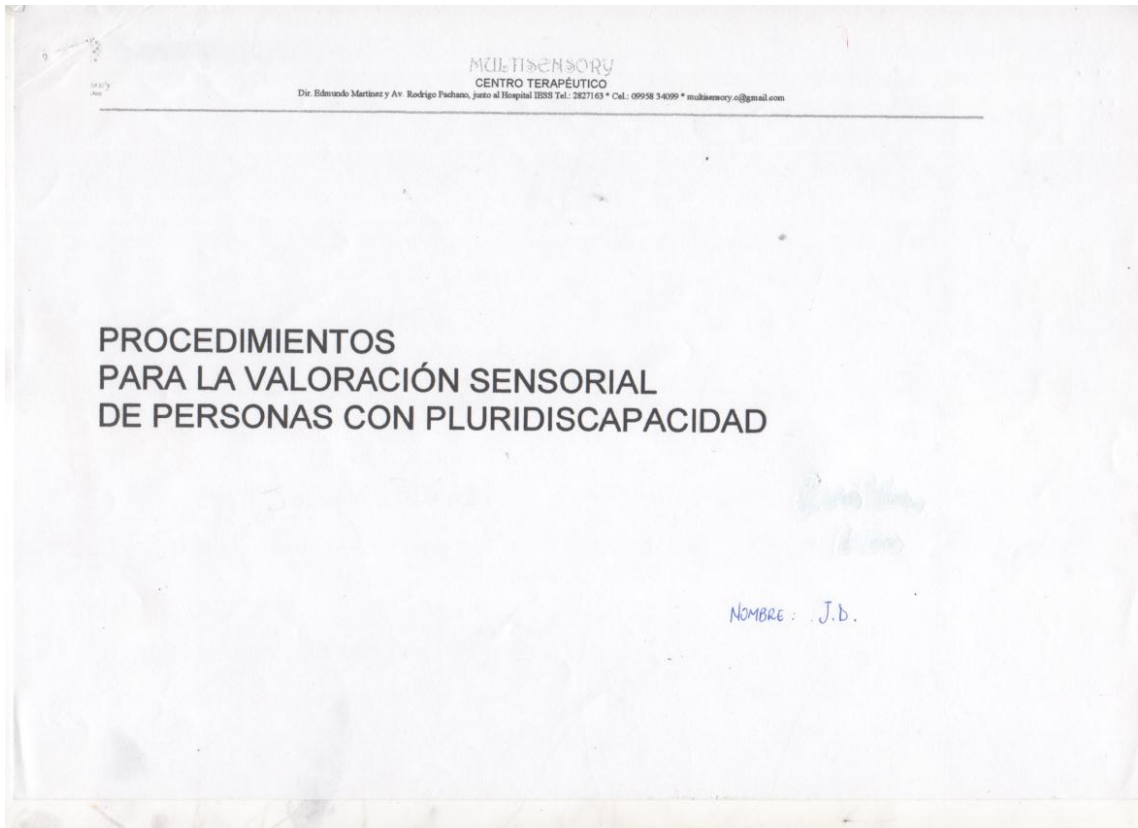 MULTISENSORY
CENTRO TERAPÉUTICO
Dir. Edmundo Martinez y Av. Rodrigo Pachano, junto al Hospital IESS Tel.: 2827163 * Cel.: 09958 34099 * multisensory.c@gmail.com
PROCEDIMIENTOS
PARA LA VALORACIÓN SENSORIAL
DE PERSONAS CON PLURIDISCAPACIDAD
NOMBRE: J.D.